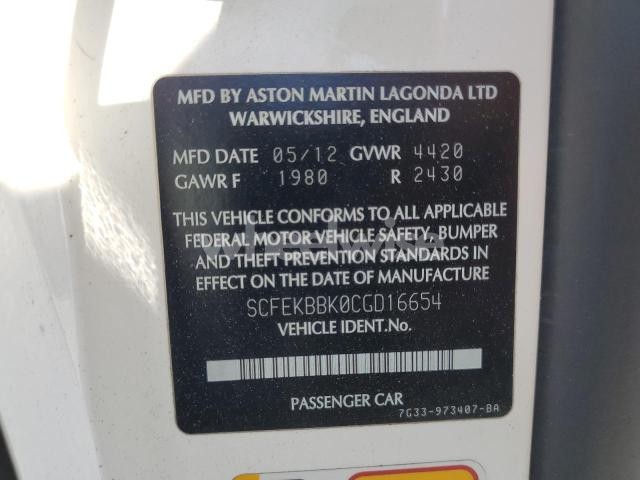 MFD BY ASTON MARTIN LAGONDA LTD
WARWICKSHIRE, ENGLAND
MFD DATE 05/12 GVWR 4420
GAWR F 1980 R 2430
THIS VEHICLE CONFORMS TO ALL APPLICABLE
FEDERAL MOTOR VEHICLE SAFETY, BUMPER
AND THEFT PREVENTION STANDARDS IN
EFFECT ON THE DATE OF MANUFACTURE
SCFEKBBK0CGD16654
VEHICLE IDENT.No.
PASSENGER CAR
7G33-973407-BA